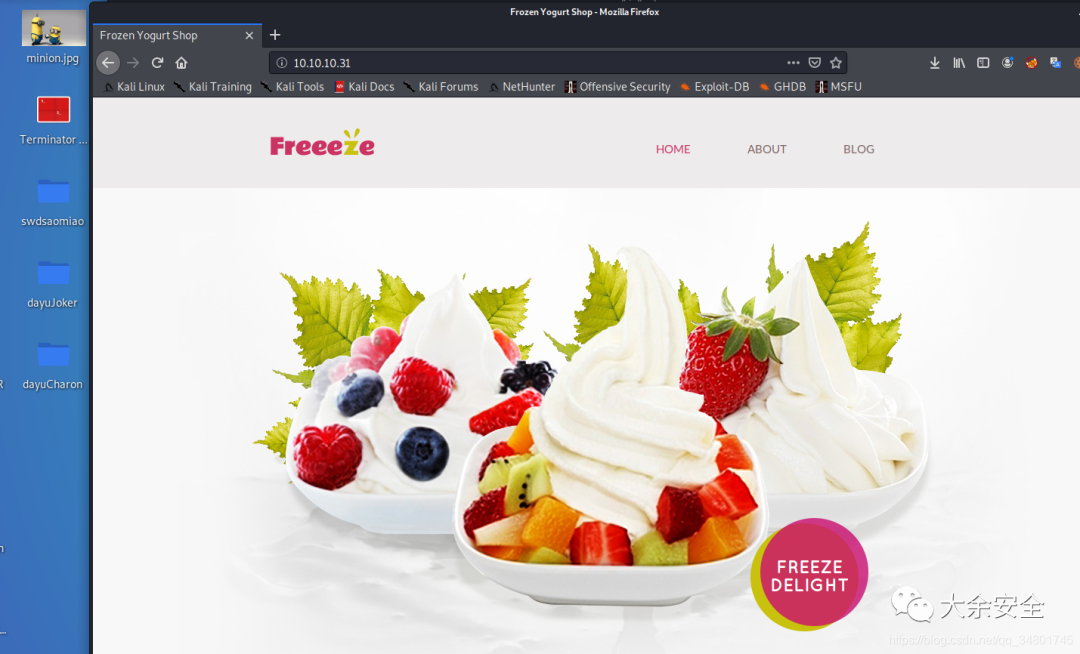 Frozen Yogurt Shop - Mozilla Firefox
minion.jpg
Terminator ...
swdsaomiao
dayuJoker
dayuCharon
Frozen Yogurt Shop
10.10.10.31
Kali Linux Kali Training Kali Tools Kali Docs Kali Forums NetHunter Offensive Security Exploit-DB GHDB MSFU
Freeeze
HOME ABOUT BLOG
FREEZE
DELIGHT
大余安全
https://blog.csdn.net/qq_34801745